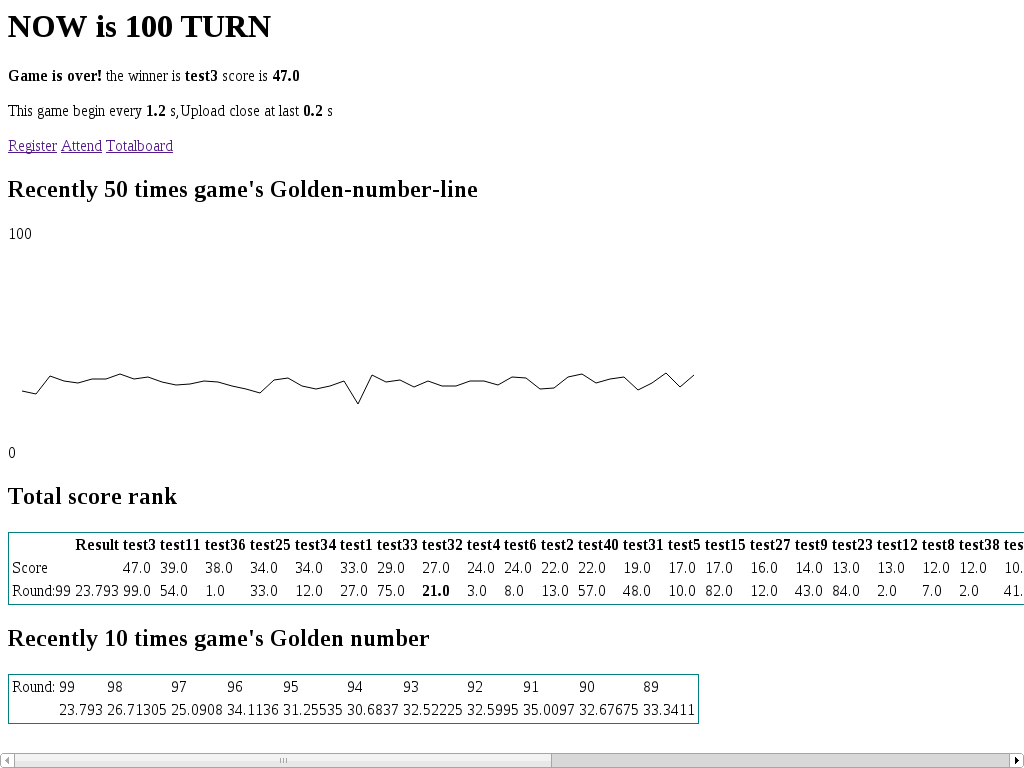 NOW is 100 TURN
Game is over! the winner is test3 score is 47.0
This game begin every 1.2 s,Upload close at last 0.2 s
Register Attend Totalboard
Recently 50 times game's Golden-number-line
100
0
Total score rank
Result test3 test11 test36 test25 test34 test1 test33 test32 test4 test6 test2 test40 test31 test5 test15 test27 test9 test23 test12 test8 test38 tes
Score 47.0 39.0 38.0 34.0 34.0 33.0 29.0 27.0 24.0 24.0 22.0 22.0 19.0 17.0 17.0 16.0 14.0 13.0 13.0 12.0 12.0 10.
Round:99 23.793 99.0 54.0 1.0 33.0 12.0 27.0 75.0 21.0 3.0 8.0 13.0 57.0 48.0 10.0 82.0 12.0 43.0 84.0 2.0 7.0 2.0 41.
Recently 10 times game's Golden number
Round: 99 98 97 96 95 94 93 92 91 90 89
23.793 26.71305 25.0908 34.1136 31.25535 30.6837 32.52225 32.5995 35.0097 32.67675 33.3411